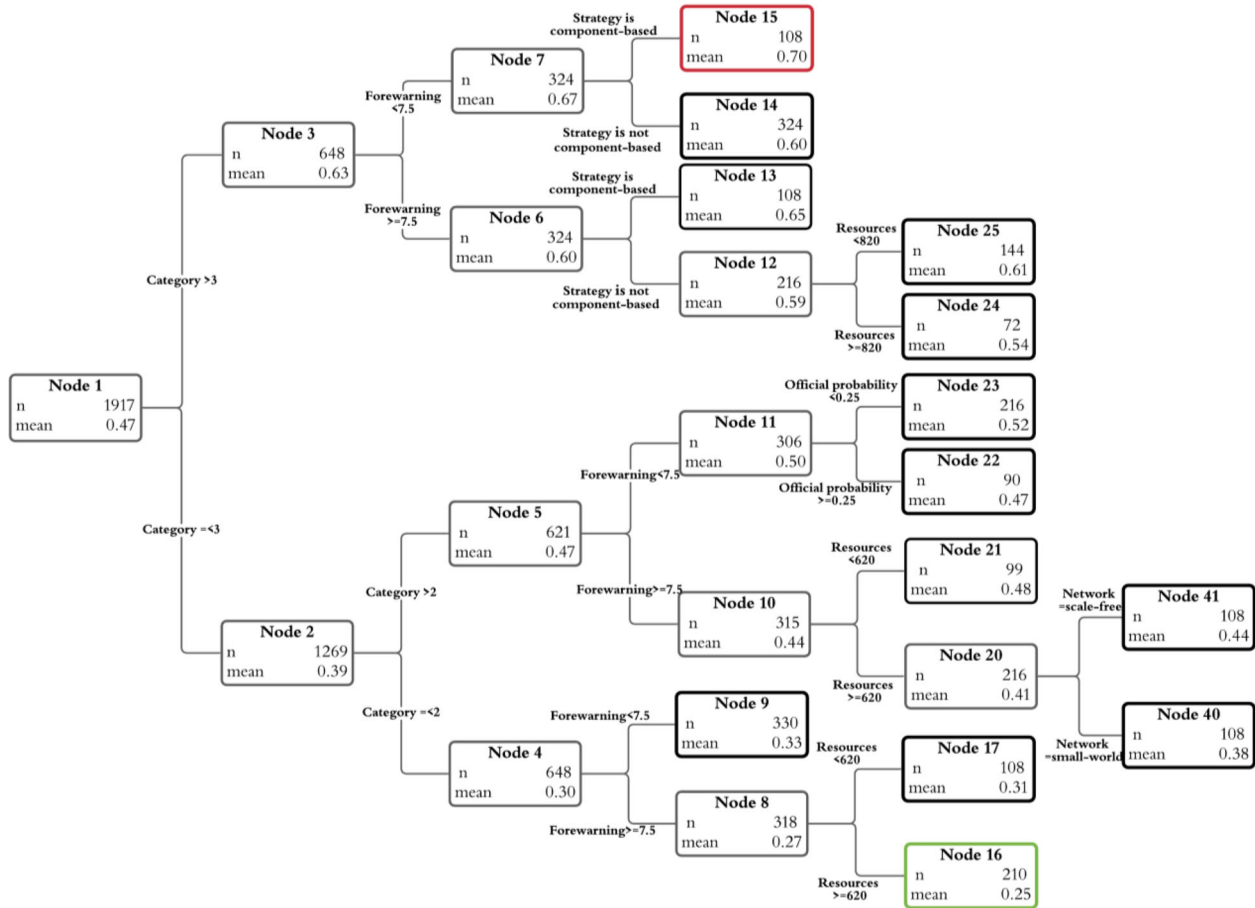 Strategy is
component-based
Node 15
n 108
mean 0.70
Node 7
n 324
mean 0.67
Forewarning
<7.5
Node 14
n 324
mean 0.60
Strategy is not
component-based
Node 3
n 648
mean 0.63
Strategy is
component-based
Node 13
n 108
mean 0.65
Forewarning
>=7.5
Node 6
n 324
mean 0.60
Resources
<820
Node 25
n 144
mean 0.61
Node 12
n 216
mean 0.59
Strategy is not
component-based
Category >3
Node 24
n 72
mean 0.54
Resources
>=820
Node 1
n 1917
mean 0.47
Official probability
<0.25
Node 23
n 216
mean 0.52
Node 11
n 306
mean 0.50
Forewarning<7.5
Node 22
n 90
mean 0.47
Official probability
>=0.25
Category =<3
Node 5
n 621
mean 0.47
Resources
<620
Node 21
n 99
mean 0.48
Category >2
Forewarning>=7.5
Node 10
n 315
mean 0.44
Network
=scale-free
Node 41
n 108
mean 0.44
Node 2
n 1269
mean 0.39
Node 20
n 216
mean 0.41
Resources
>=620
Category =<2
Forewarning<7.5
Node 9
n 330
mean 0.33
Node 40
n 108
mean 0.38
Network
=small-world
Node 4
n 648
mean 0.30
Resources
<620
Node 17
n 108
mean 0.31
Node 8
n 318
mean 0.27
Forewarning>=7.5
Node 16
n 210
mean 0.25
Resources
>=620